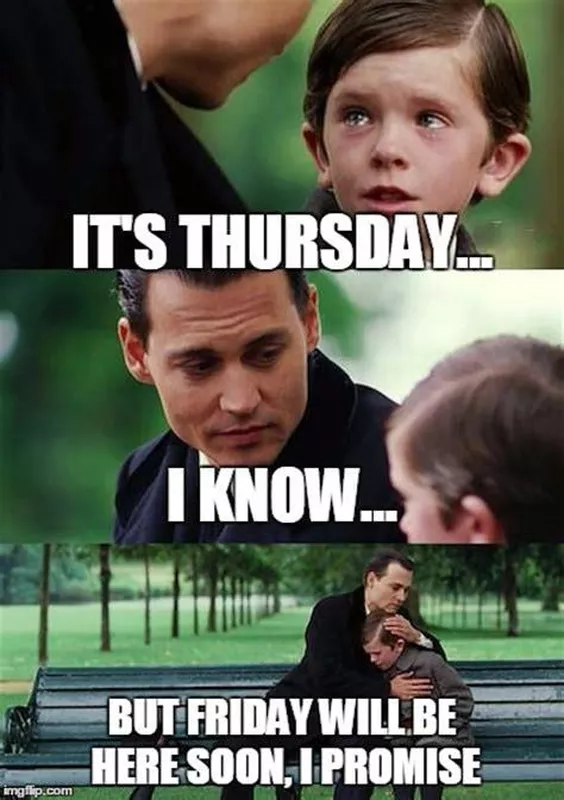 IT'S THURSDAY...
I KNOW...
BUT FRIDAY WILL BE
HERE SOON, I PROMISE
imgflip.com